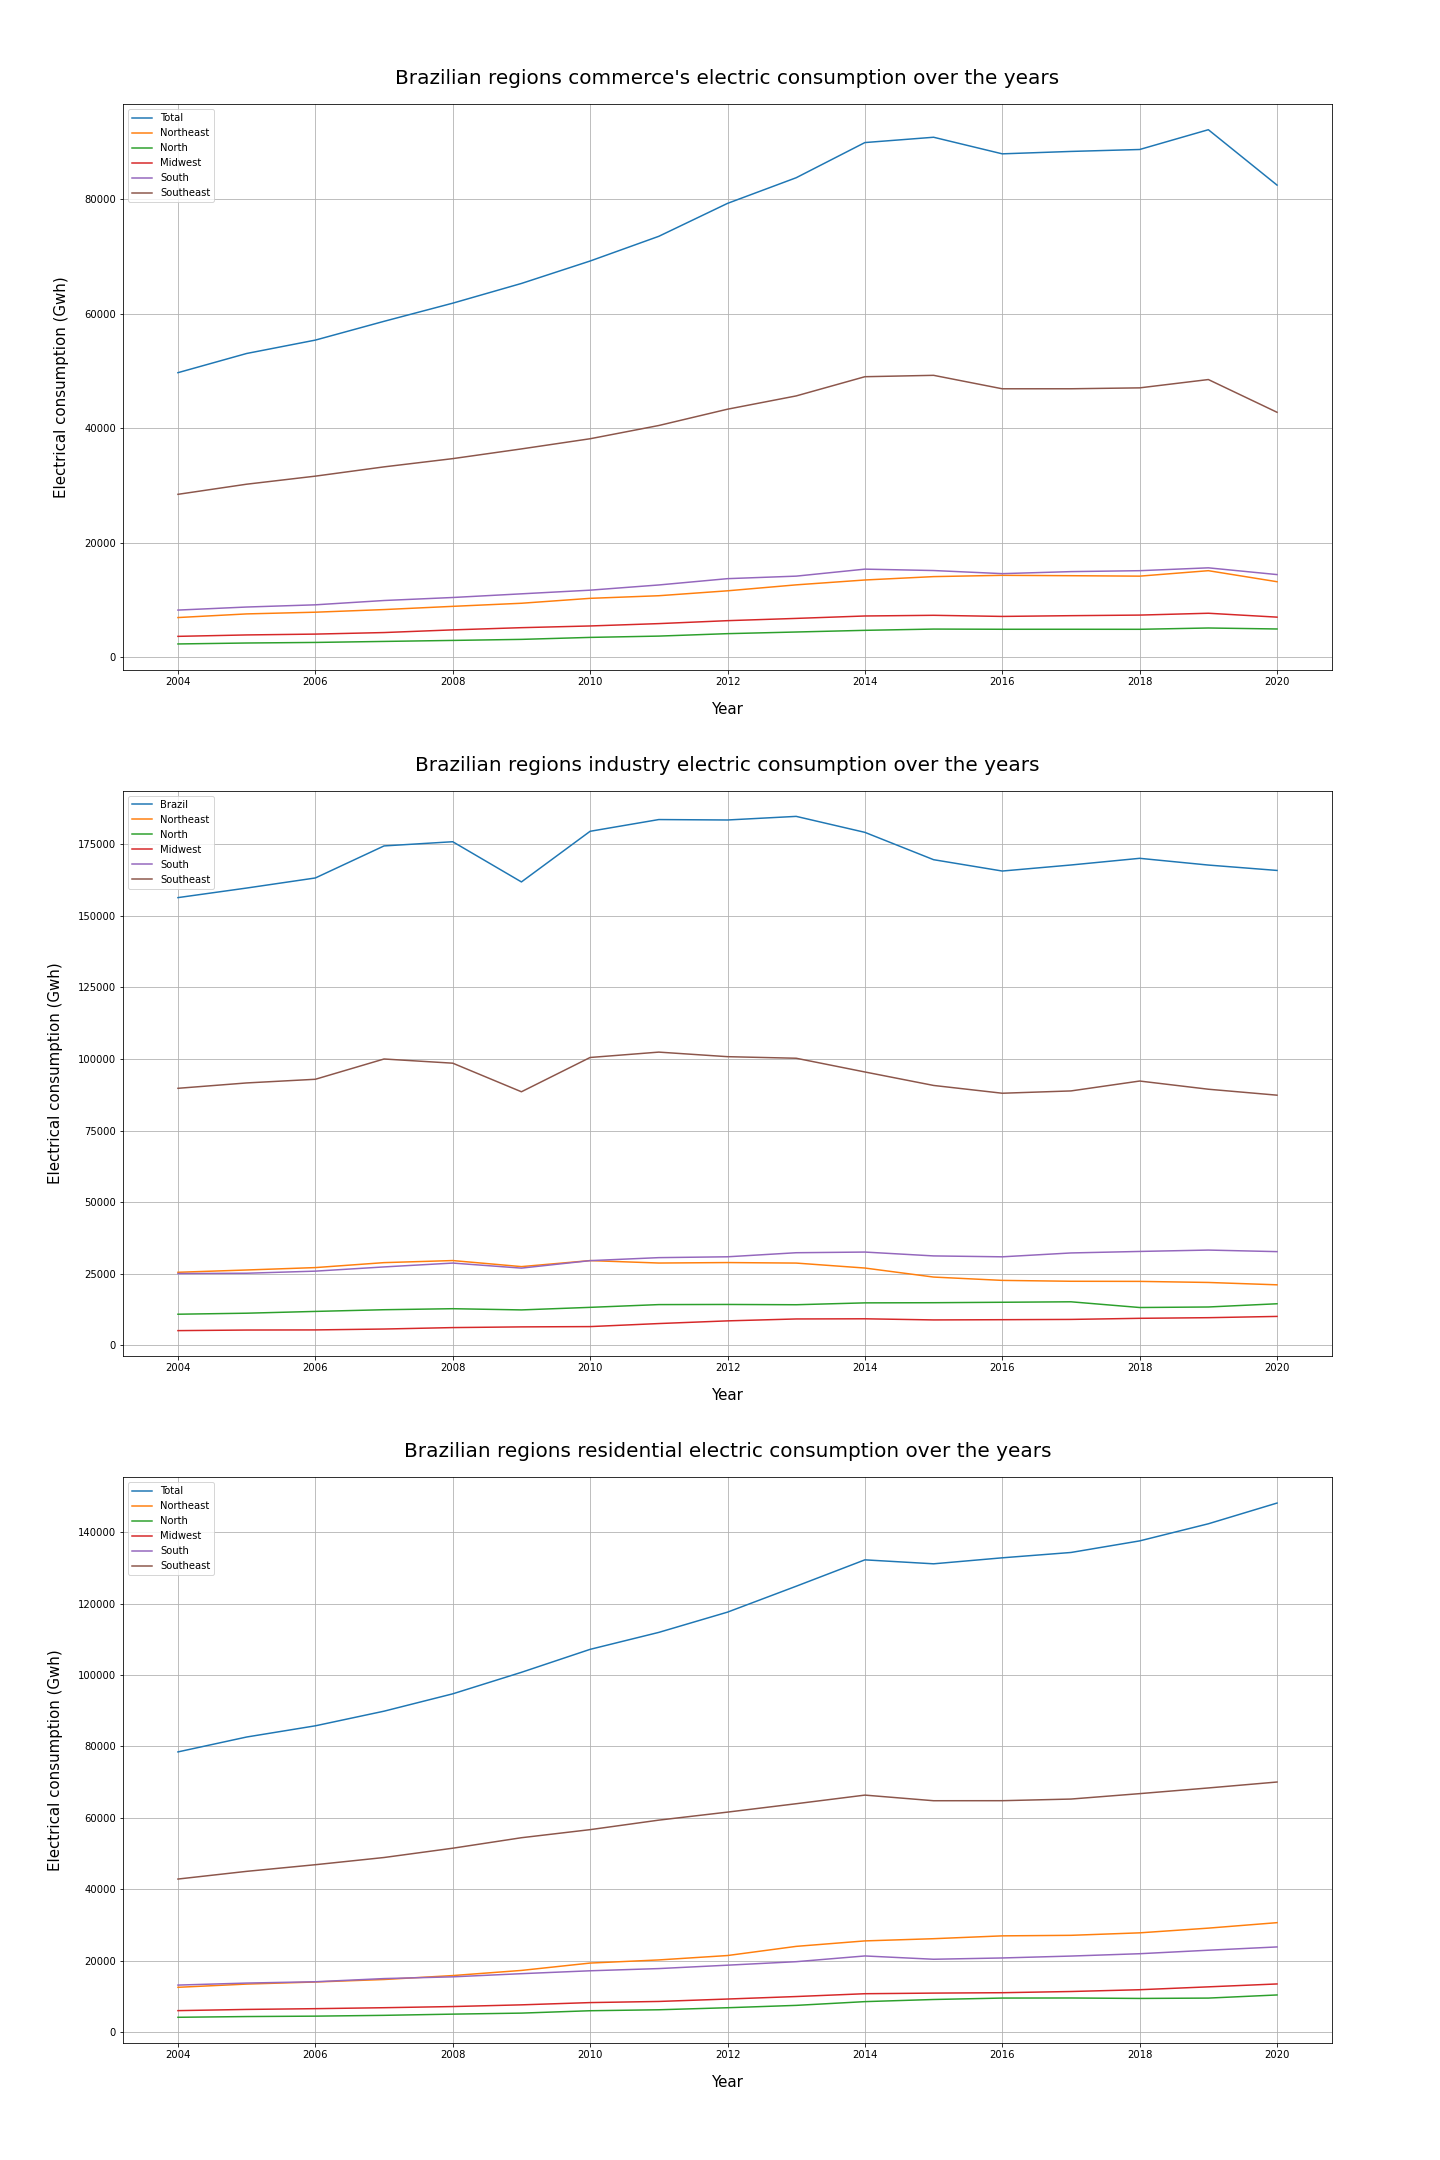 Brazilian regions commerce's electric consumption over the years
Total
Northeast
North
Midwest
South
Southeast
80000
60000
40000
20000
0
Electrical consumption (Gwh)
2004 2006 2008 2010 2012 2014 2016 2018 2020
Year
Brazilian regions industry electric consumption over the years
Brazil
Northeast
North
Midwest
South
Southeast
175000
150000
125000
100000
75000
50000
25000
0
Electrical consumption (Gwh)
2004 2006 2008 2010 2012 2014 2016 2018 2020
Year
Brazilian regions residential electric consumption over the years
Total
Northeast
North
Midwest
South
Southeast
140000
120000
100000
80000
60000
40000
20000
0
Electrical consumption (Gwh)
2004 2006 2008 2010 2012 2014 2016 2018 2020
Year